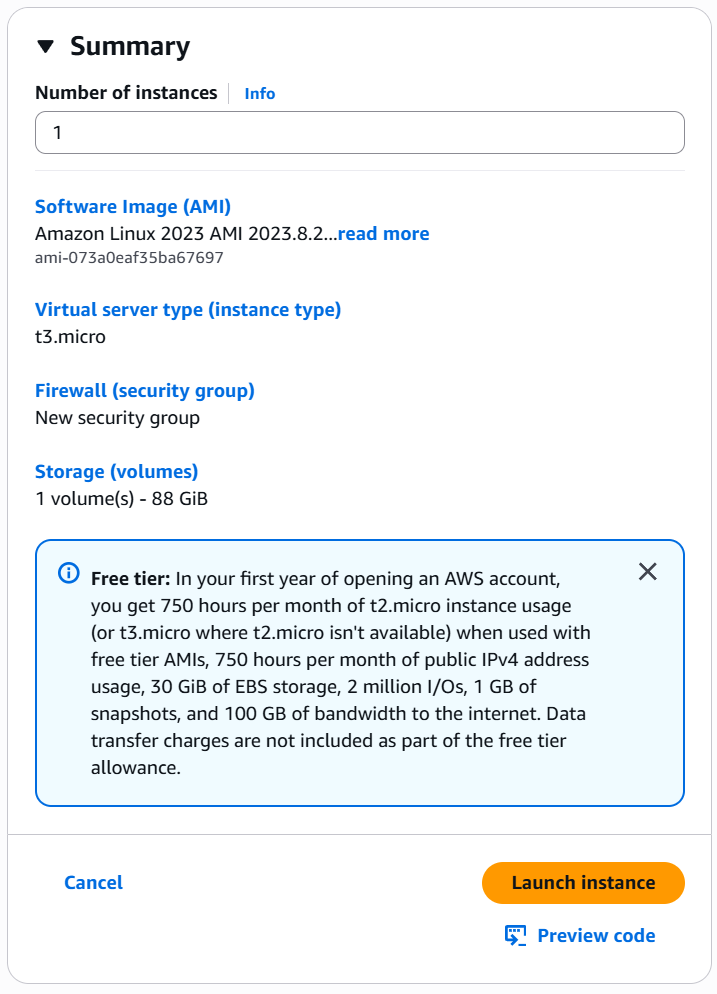 Summary
Number of instances Info
1
Software Image (AMI)
Amazon Linux 2023 AMI 2023.8.2...read more
ami-073a0eaf35ba67697
Virtual server type (instance type)
t3.micro
Firewall (security group)
New security group
Storage (volumes)
1 volume(s) - 88 GiB
Free tier: In your first year of opening an AWS account,
you get 750 hours per month of t2.micro instance usage
(or t3.micro where t2.micro isn't available) when used with
free tier AMIs, 750 hours per month of public IPv4 address
usage, 30 GiB of EBS storage, 2 million I/Os, 1 GB of
snapshots, and 100 GB of bandwidth to the internet. Data
transfer charges are not included as part of the free tier
allowance.
Cancel
Launch instance
Preview code